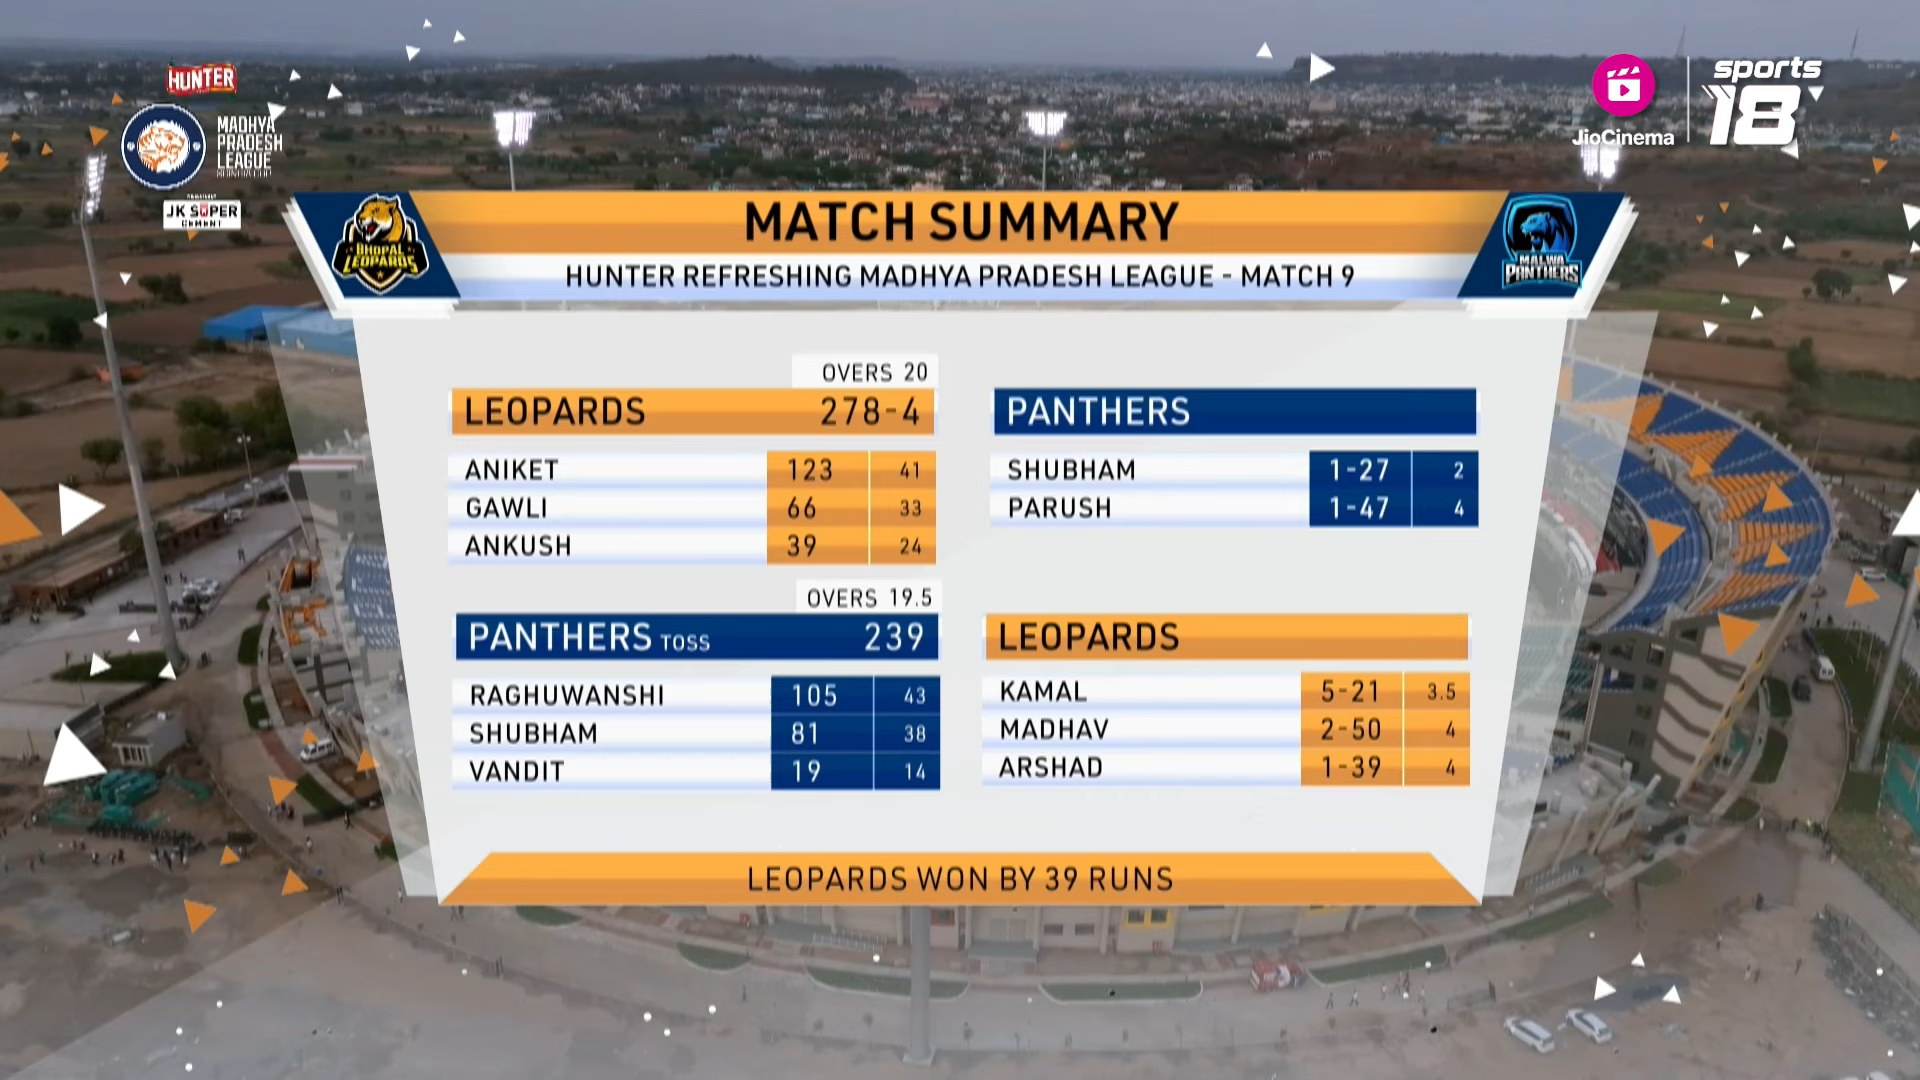 HUNTER
MADHYA
PRADESH
LEAGUE
JK SUPER
CEMENT
JioCinema
sports
18
BHOPAL
LEOPARDS
MATCH SUMMARY
HUNTER REFRESHING MADHYA PRADESH LEAGUE - MATCH 9
MALWA
PANTHERS
OVERS 20
LEOPARDS 278-4
ANIKET 123 41
GAWLI 66 33
ANKUSH 39 24
PANTHERS
SHUBHAM 1-27 2
PARUSH 1-47 4
OVERS 19.5
PANTHERS TOSS 239
RAGHUWANSHI 105 43
SHUBHAM 81 38
VANDIT 19 14
LEOPARDS
KAMAL 5-21 3.5
MADHAV 2-50 4
ARSHAD 1-39 4
LEOPARDS WON BY 39 RUNS